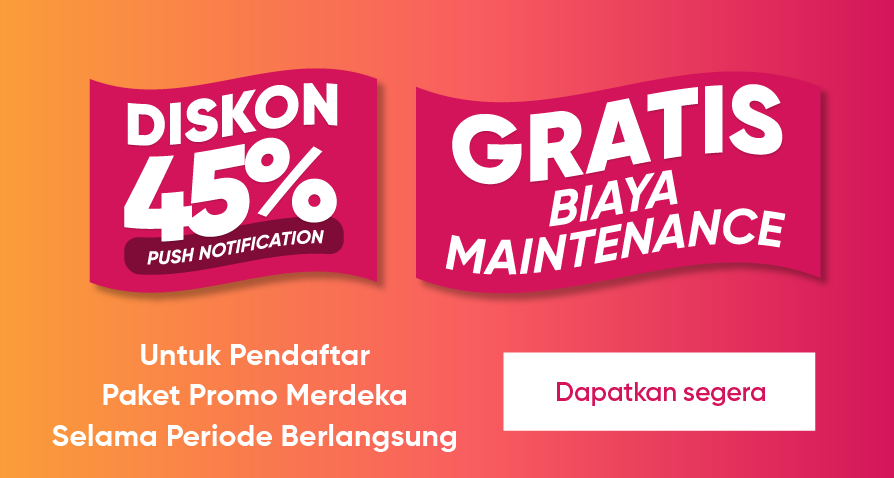 DISKON
45%
PUSH NOTIFICATION
GRATIS
BIAYA
MAINTENANCE
Untuk Pendaftar
Paket Promo Merdeka
Selama Periode Berlangsung
Dapatkan segera